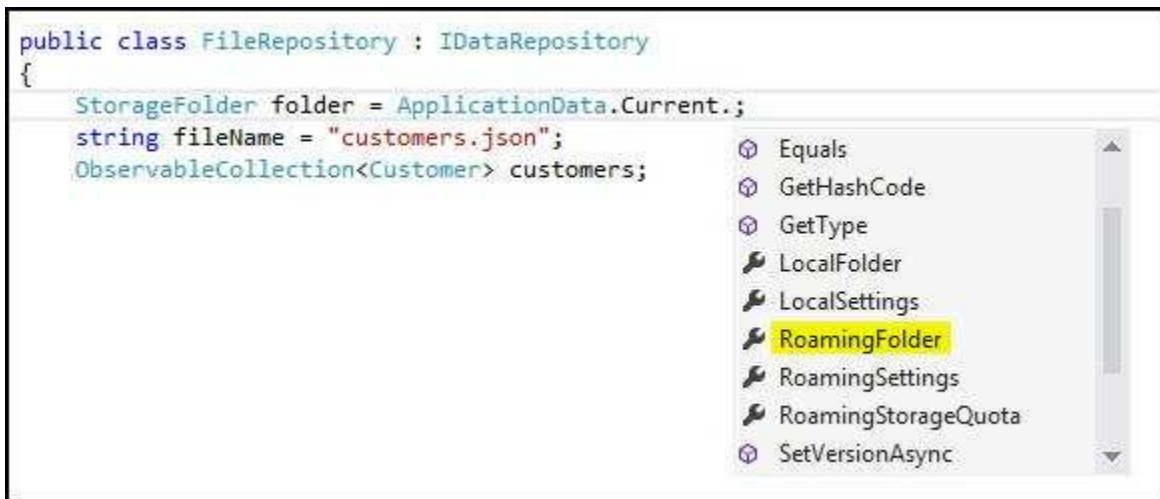 public class FileRepository : IDataRepository
{
StorageFolder folder = ApplicationData.Current.;
string fileName = "customers.json";
ObservableCollection<Customer> customers;
Equals
GetHashCode
GetType
LocalFolder
LocalSettings
RoamingFolder
RoamingSettings
RoamingStorageQuota
SetVersionAsync